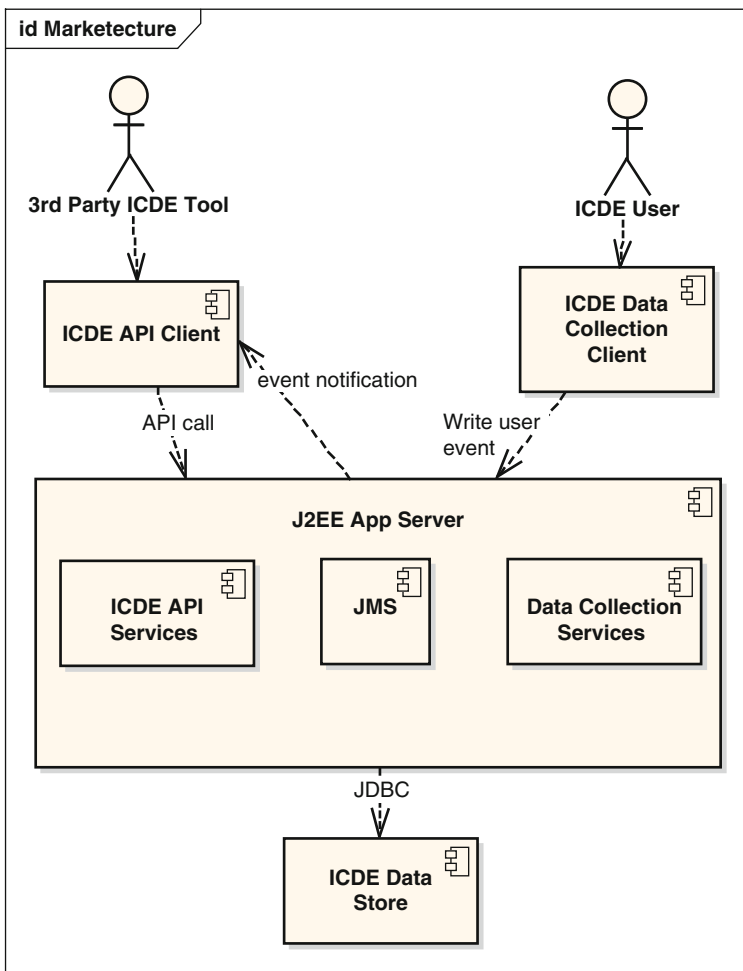 id Marketecture
3rd Party ICDE Tool
ICDE User
ICDE API Client
ICDE Data
Collection
Client
event notification
API call
Write user
event
J2EE App Server
ICDE API
Services
JMS
Data Collection
Services
JDBC
ICDE Data
Store